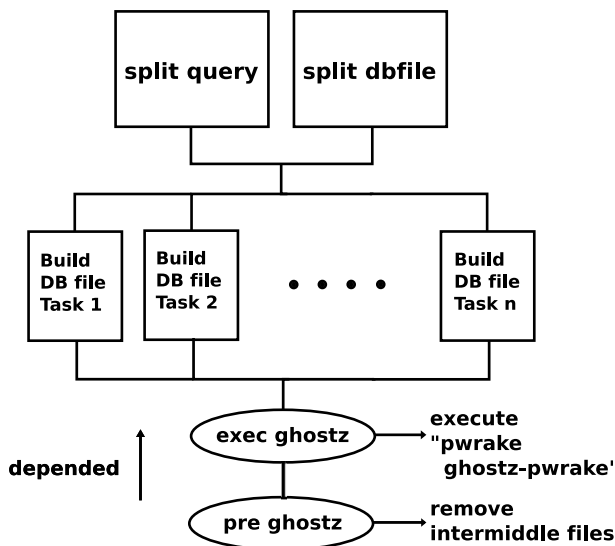 split query
split dbfile
Build
DB file
Task 1
Build
DB file
Task 2
Build
DB file
Task n
exec ghostz
execute
"pwrake
ghostz-pwrake'
depended
pre ghostz
remove
intermiddle files